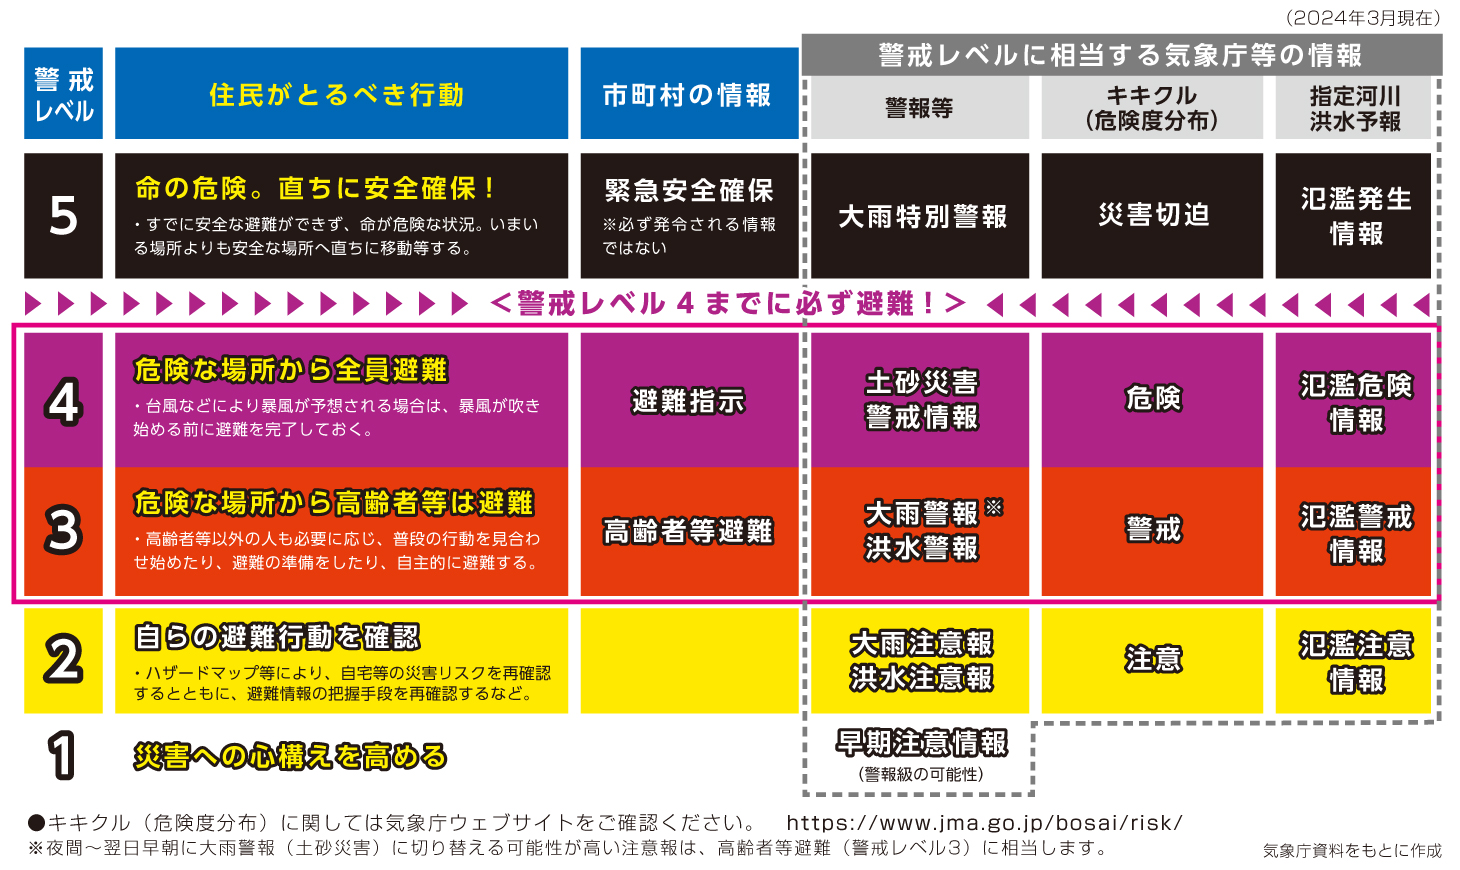 （2024年3月現在）
警戒レベルに相当する気象庁等の情報
警 戒
レベル
住民がとるべき行動
市町村の情報
警報等
キキクル
（危険度分布）
指定河川
洪水予報
5
命の危険。直ちに安全確保！
・すでに安全な避難ができず、命が危険な状況。いまい
る場所よりも安全な場所へ直ちに移動等する。
緊急安全確保
※必ず発令される情報
ではない
大雨特別警報
災害切迫
氾濫発生
情報
＜警戒レベル 4 までに必ず避難！＞
4
危険な場所から全員避難
・台風などにより暴風が予想される場合は、暴風が吹き
始める前に避難を完了しておく。
避難指示
土砂災害
警戒情報
危険
氾濫危険
情報
3
危険な場所から高齢者等は避難
・高齢者等以外の人も必要に応じ、普段の行動を見合わ
せ始めたり、避難の準備をしたり、自主的に避難する。
高齢者等避難
大雨警報※
洪水警報
警戒
氾濫警戒
情報
2
自らの避難行動を確認
・ハザードマップ等により、自宅等の災害リスクを再確認
するとともに、避難情報の把握手段を再確認するなど。
大雨注意報
洪水注意報
注意
氾濫注意
情報
1
災害への心構えを高める
早期注意情報
（警報級の可能性）
●キキクル（危険度分布）に関しては気象庁ウェブサイトをご確認ください。 https://www.jma.go.jp/bosai/risk/
※夜間～翌日早朝に大雨警報（土砂災害）に切り替える可能性が高い注意報は、高齢者等避難（警戒レベル3）に相当します。
気象庁資料をもとに作成